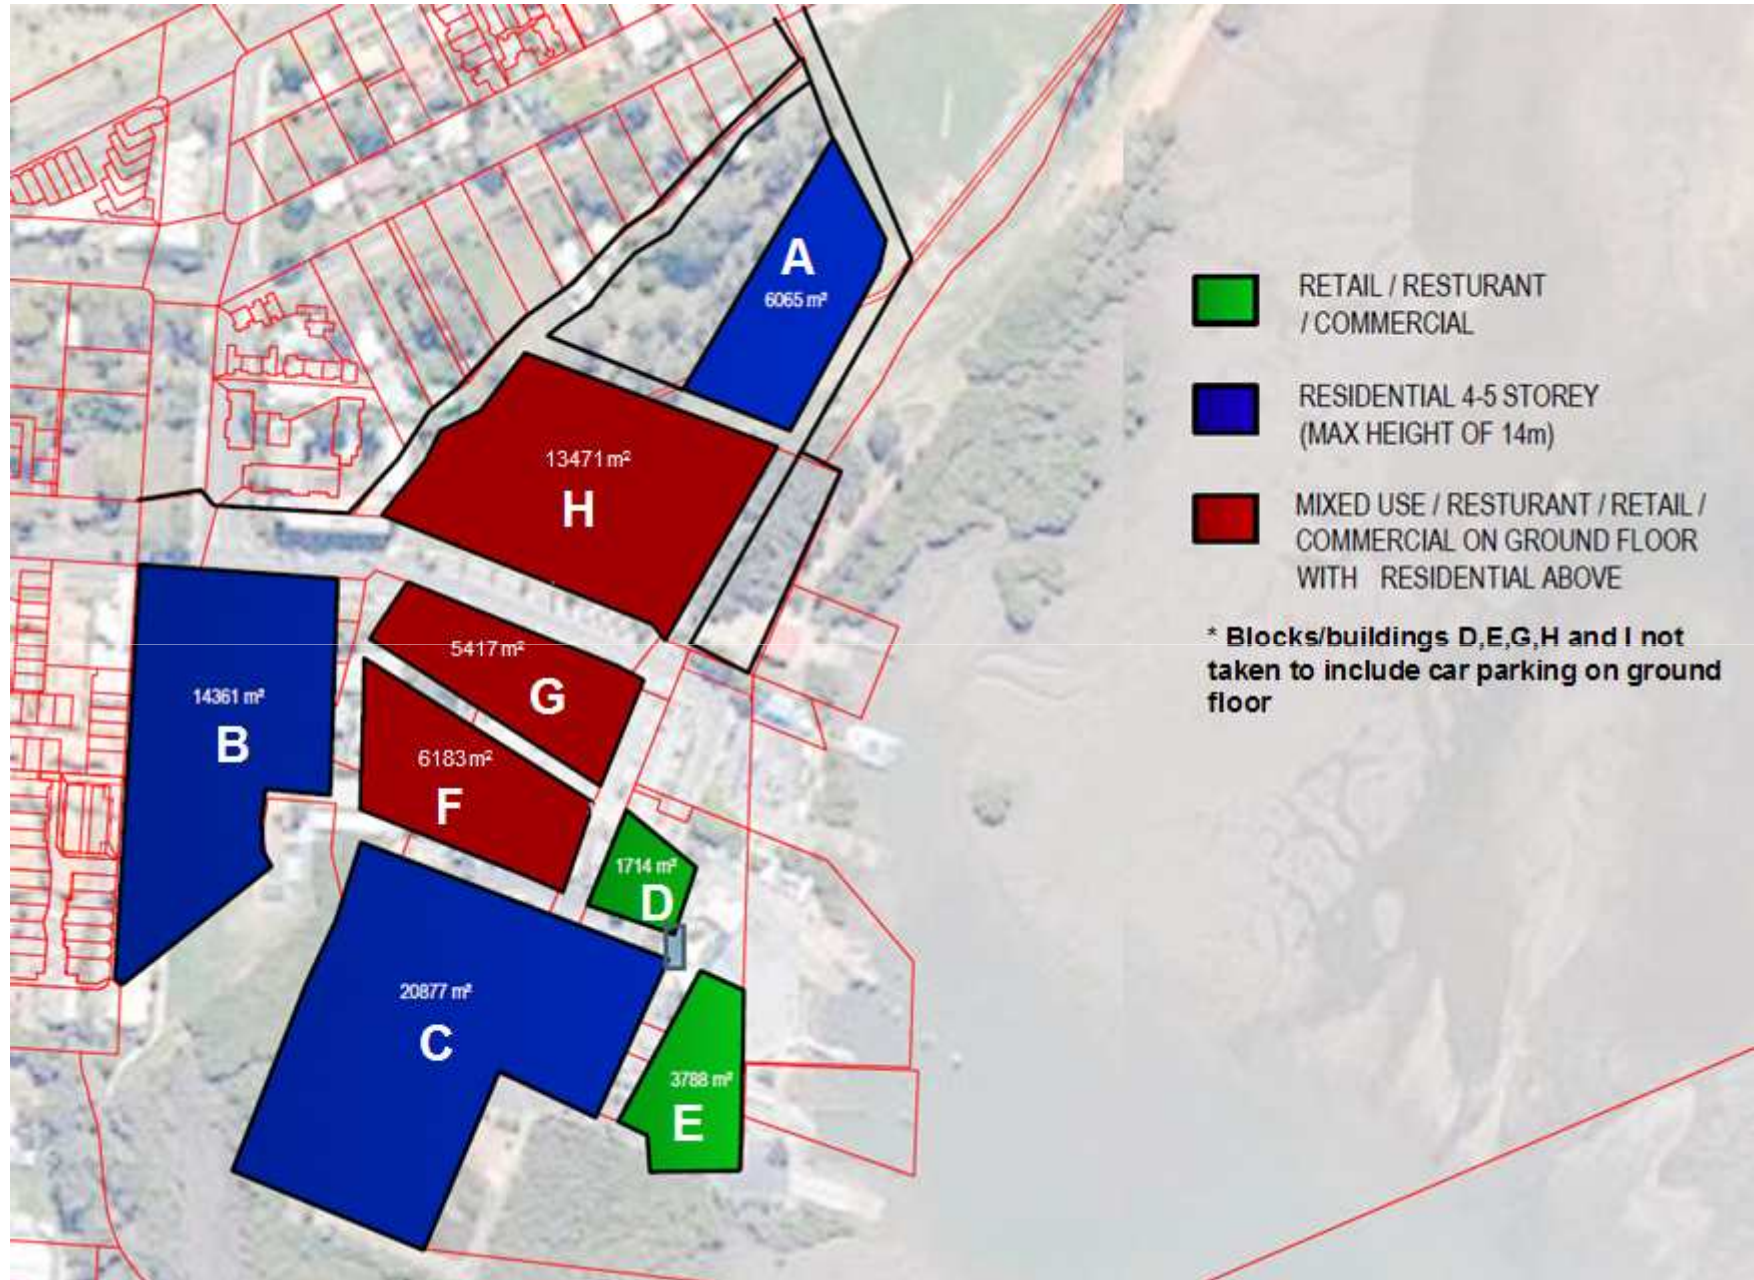 A
6065 m²
13471 m²
H
5417 m²
G
14361 m²
B
6183 m²
F
1714 m²
D
20877 m²
C
3788 m²
E
RETAIL / RESTURANT
/ COMMERCIAL
RESIDENTIAL 4-5 STOREY
(MAX HEIGHT OF 14m)
MIXED USE / RESTURANT / RETAIL /
COMMERCIAL ON GROUND FLOOR
WITH RESIDENTIAL ABOVE
* Blocks/buildings D,E,G,H and I not
taken to include car parking on ground
floor